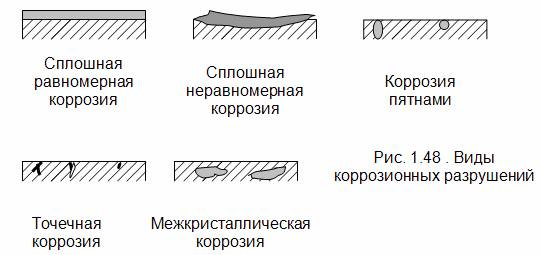 Сплошная
равномерная
коррозия
Сплошная
неравномерная
коррозия
Коррозия
пятнами
Точечная
коррозия
Межкристаллическая
коррозия
Рис. 1.48 . Виды
коррозионных разрушений